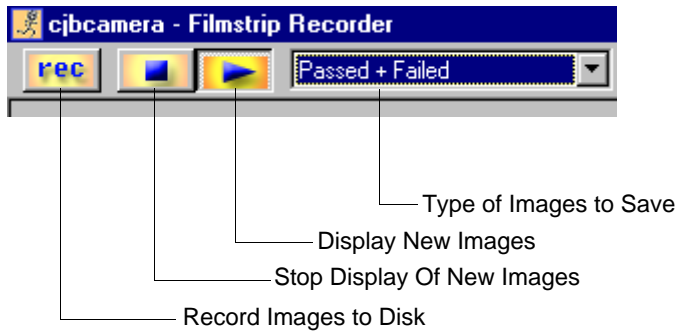 cjbcamera - Filmstrip Recorder
rec
Passed + Failed
Type of Images to Save
Display New Images
Stop Display Of New Images
Record Images to Disk